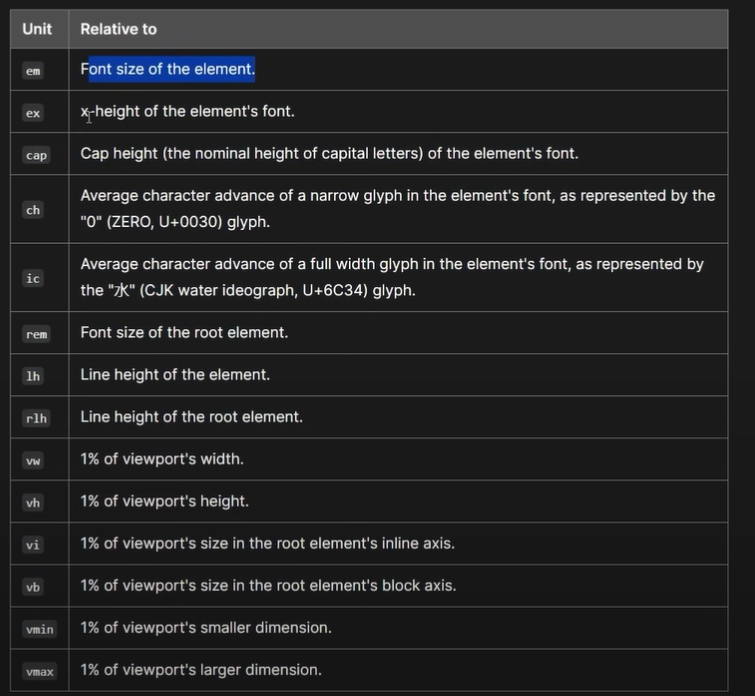 Unit Relative to
em Font size of the element.
ex x-height of the element's font.
cap Cap height (the nominal height of capital letters) of the element's font.
ch Average character advance of a narrow glyph in the element's font, as represented by the
"0" (ZERO, U+0030) glyph.
ic Average character advance of a full width glyph in the element's font, as represented by
the "水" (CJK water ideograph, U+6C34) glyph.
rem Font size of the root element.
lh Line height of the element.
rlh Line height of the root element.
vw 1% of viewport's width.
vh 1% of viewport's height.
vi 1% of viewport's size in the root element's inline axis.
vb 1% of viewport's size in the root element's block axis.
vmin 1% of viewport's smaller dimension.
vmax 1% of viewport's larger dimension.